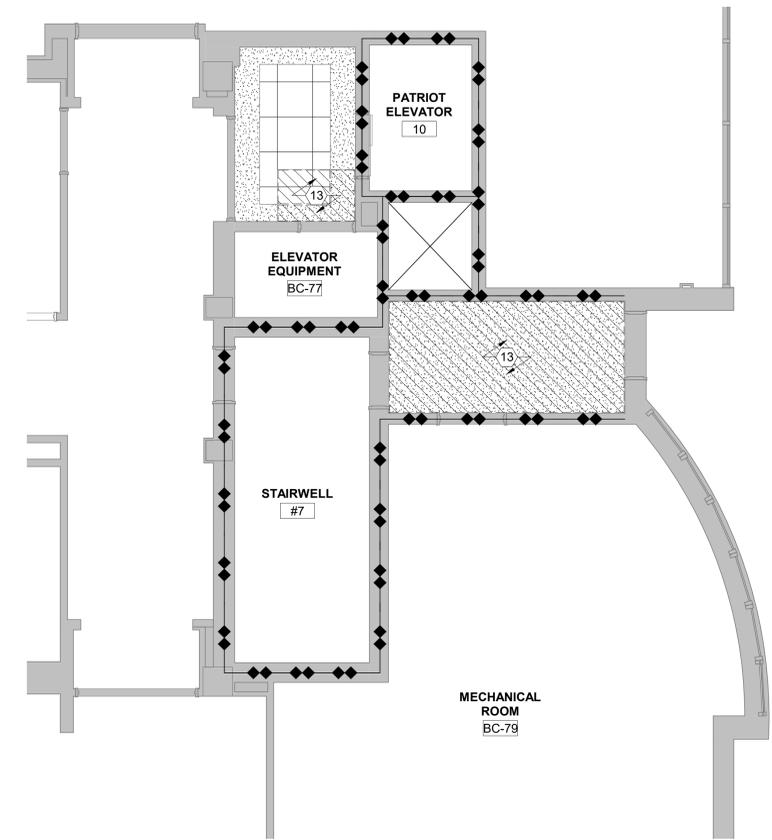 PATRIOT
ELEVATOR
10
13
ELEVATOR
EQUIPMENT
BC-77
13
STAIRWELL
#7
MECHANICAL
ROOM
BC-79